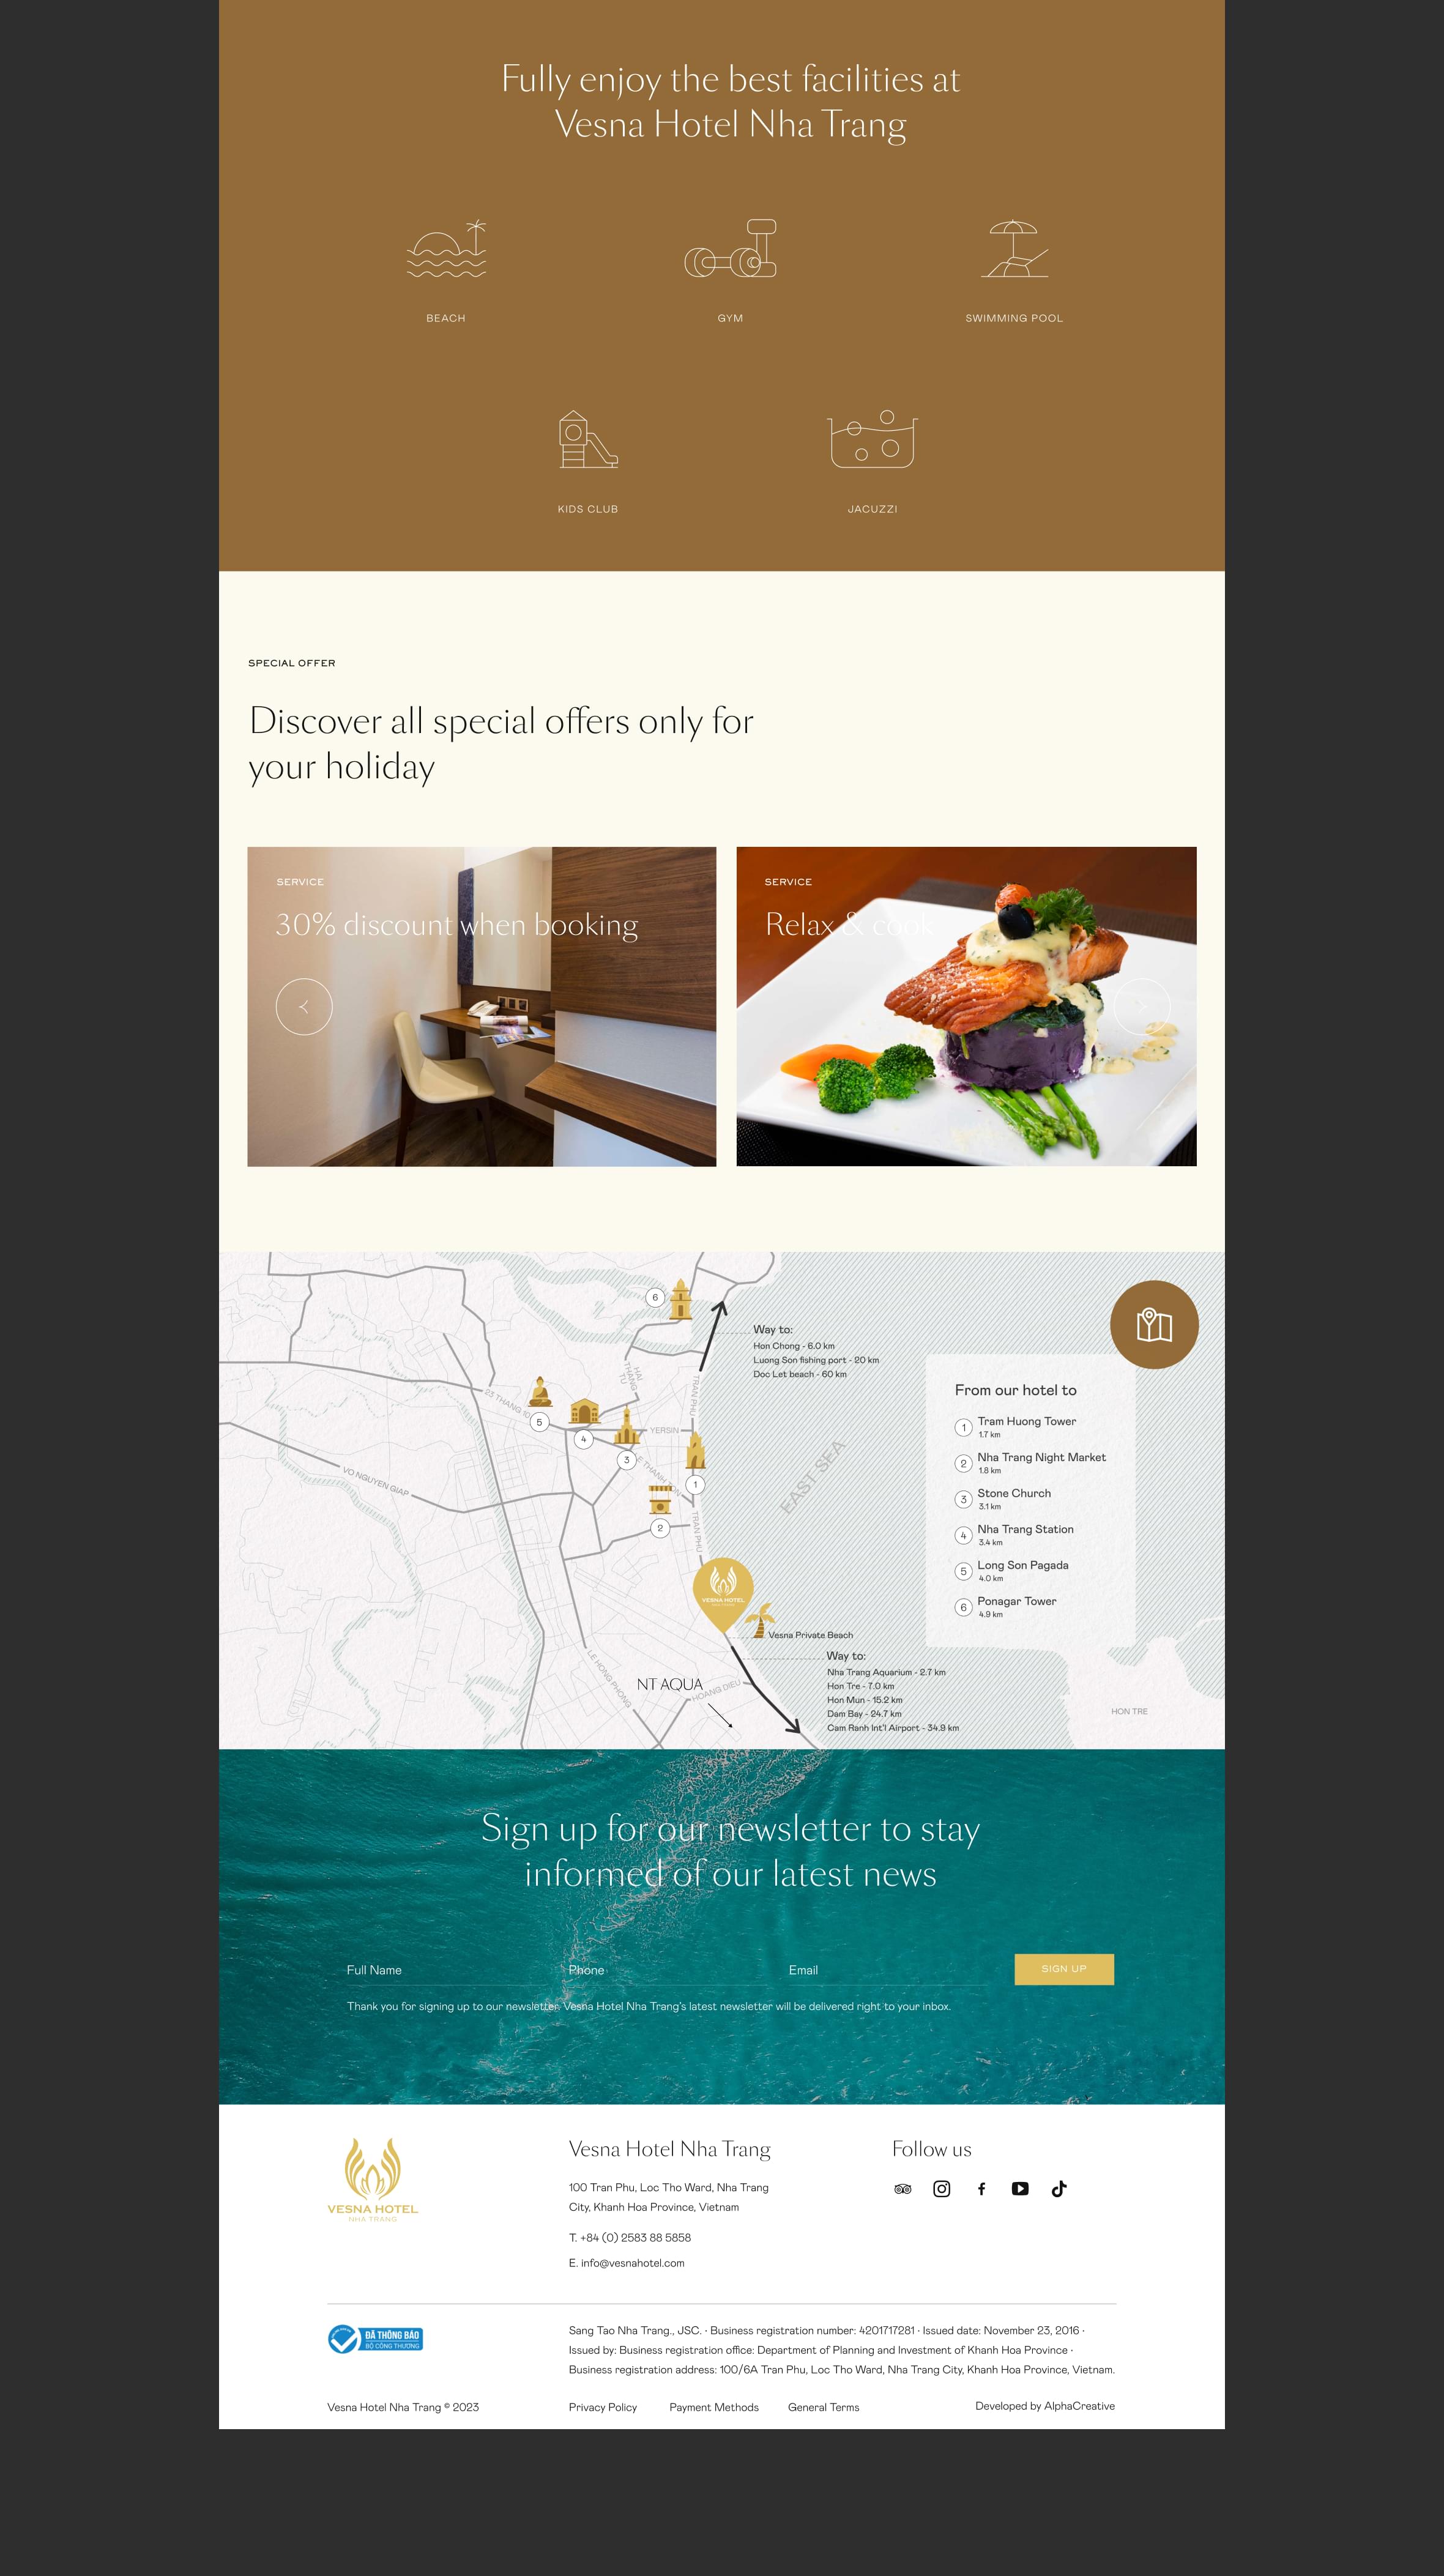 Fully enjoy the best facilities at
Vesna Hotel Nha Trang
BEACH
GYM
SWIMMING POOL
KIDS CLUB
JACUZZI
SPECIAL OFFER
Discover all special offers only for
your holiday
SERVICE
30% discount when booking
SERVICE
Relax & cook
6
Way to:
Hon Chong - 6.0 km
Luong Son fishing port - 20 km
Doc Let beach - 60 km
HAI
THANG
TU
TRAN PHU
23 THANG 10
5
4
YERSIN
3
LE THANH TON
1
2
TRAN PHU
VO NGUYEN GIAP
EAST SEA
From our hotel to
1 Tram Huong Tower
1.7 km
2 Nha Trang Night Market
1.8 km
3 Stone Church
3.1 km
4 Nha Trang Station
3.4 km
5 Long Son Pagada
4.0 km
6 Ponagar Tower
4.9 km
VESNA HOTEL
NHA TRANG
Vesna Private Beach
Way to:
Nha Trang Aquarium - 2.7 km
Hon Tre - 7.0 km
Hon Mun - 15.2 km
Dam Bay - 24.7 km
Cam Ranh Int'l Airport - 34.9 km
LE HONG PHONG
NT AQUA
HOANG DIEU
HON TRE
Sign up for our newsletter to stay
informed of our latest news
Full Name
Phone
Email
SIGN UP
Thank you for signing up to our newsletter. Vesna Hotel Nha Trang's latest newsletter will be delivered right to your inbox.
VESNA HOTEL
NHA TRANG
Vesna Hotel Nha Trang
100 Tran Phu, Loc Tho Ward, Nha Trang
City, Khanh Hoa Province, Vietnam
T. +84 (0) 2583 88 5858
E. info@vesnahotel.com
Follow us
ĐÃ THÔNG BÁO
BỘ CÔNG THƯƠNG
Sang Tao Nha Trang., JSC. · Business registration number: 4201717281 · Issued date: November 23, 2016 ·
Issued by: Business registration office: Department of Planning and Investment of Khanh Hoa Province ·
Business registration address: 100/6A Tran Phu, Loc Tho Ward, Nha Trang City, Khanh Hoa Province, Vietnam.
Vesna Hotel Nha Trang © 2023
Privacy Policy
Payment Methods
General Terms
Developed by AlphaCreative